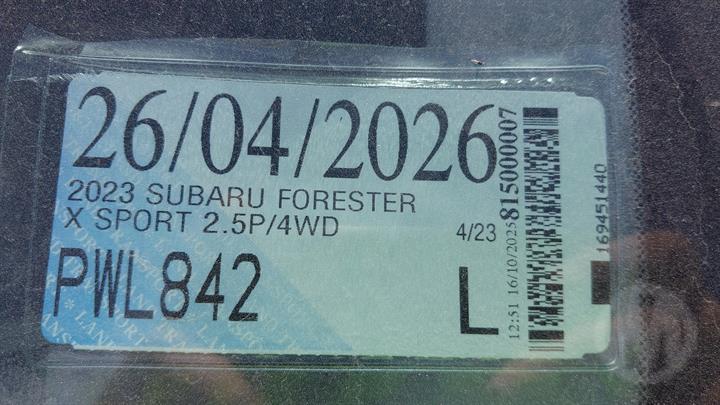 26/04/2026
2023 SUBARU FORESTER
X SPORT 2.5P/4WD
4/23
PWL842
L
12:51 16/10/2025
815000007
169451440